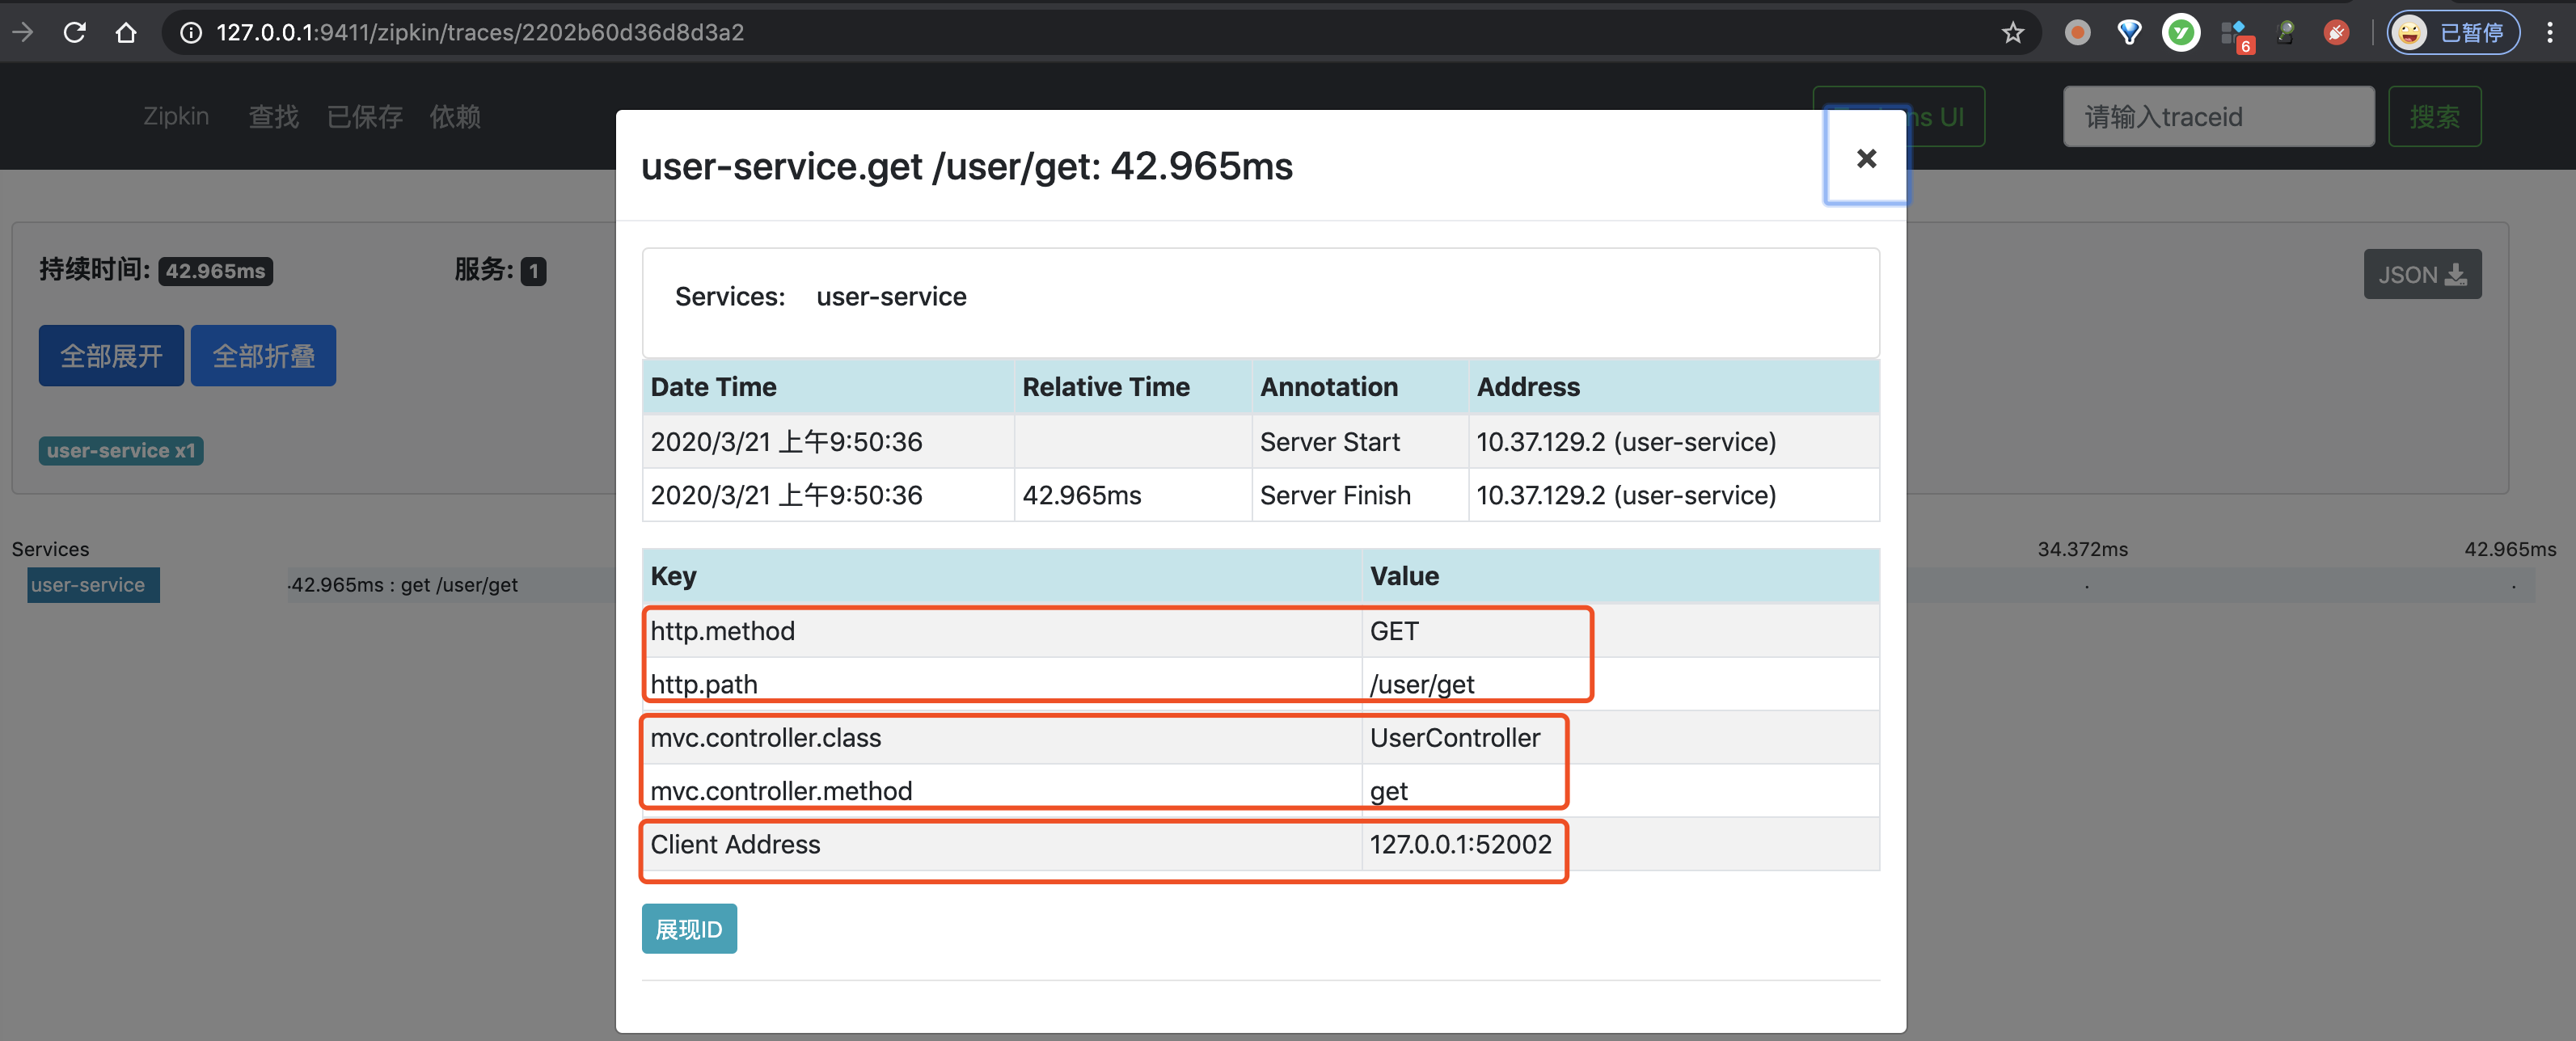 127.0.0.1:9411/zipkin/traces/2202b60d36d8d3a2
6
已暂停
Zipkin 查找 已保存 依赖
ns UI
请输入traceid
搜索
user-service.get /user/get: 42.965ms
×
持续时间: 42.965ms 服务: 1
JSON
Services: user-service
全部展开 全部折叠
Date Time Relative Time Annotation Address
2020/3/21 上午9:50:36 Server Start 10.37.129.2 (user-service)
user-service x1
2020/3/21 上午9:50:36 42.965ms Server Finish 10.37.129.2 (user-service)
Services 34.372ms 42.965ms
user-service .42.965ms : get /user/get . .
Key Value
http.method GET
http.path /user/get
mvc.controller.class UserController
mvc.controller.method get
Client Address 127.0.0.1:52002
展现ID